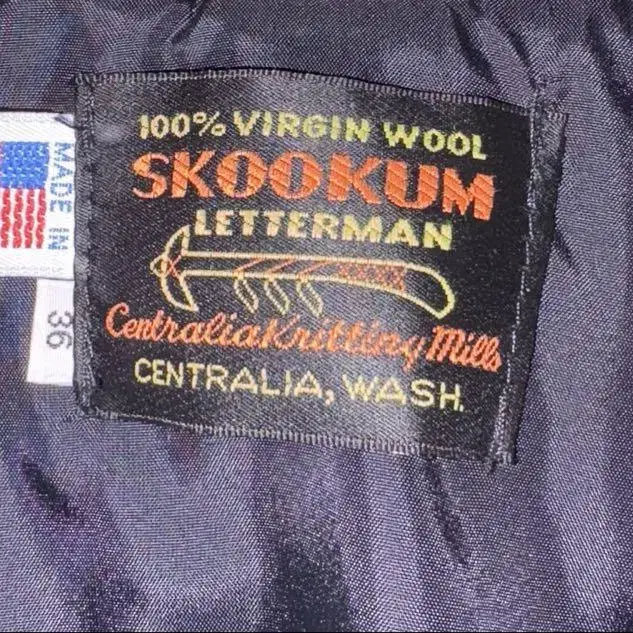 100% VIRGIN WOOL
SKOOKUM
LETTERMAN
Centralia Knitting Mills
CENTRALIA, WASH.
MADE IN
36